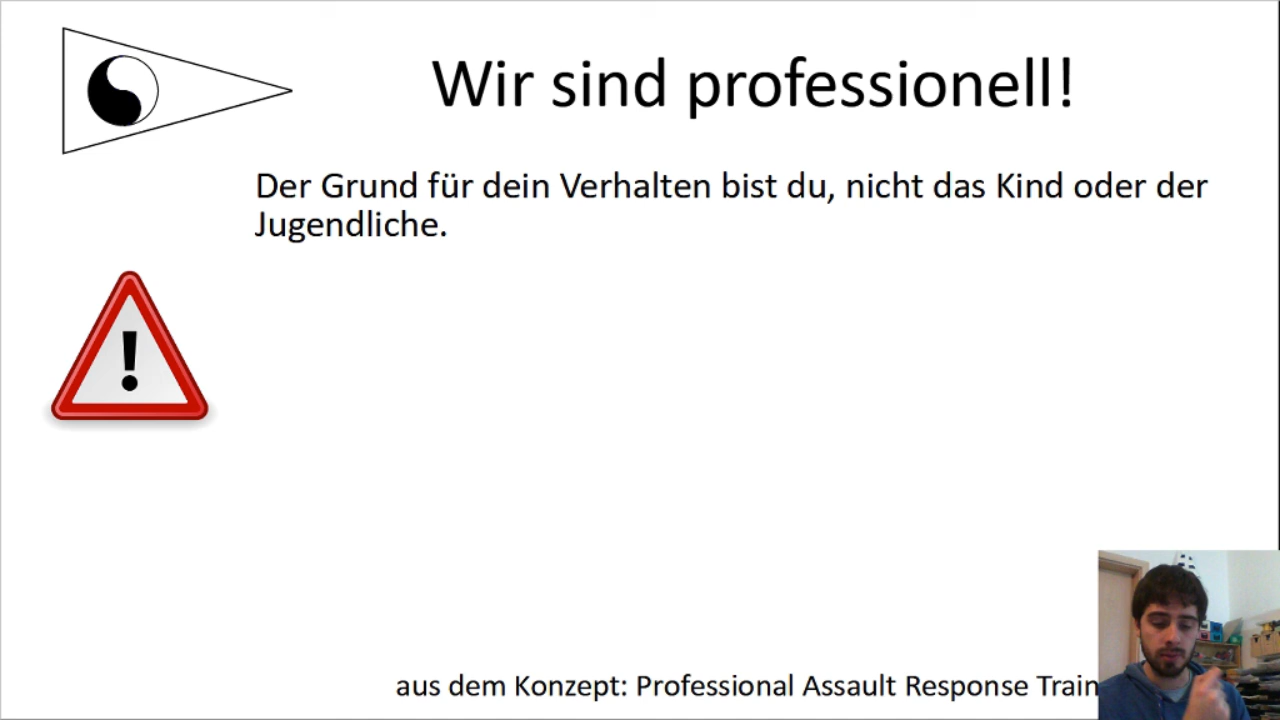 Wir sind professionell!
Der Grund für dein Verhalten bist du, nicht das Kind oder der
Jugendliche.
!
aus dem Konzept: Professional Assault Response